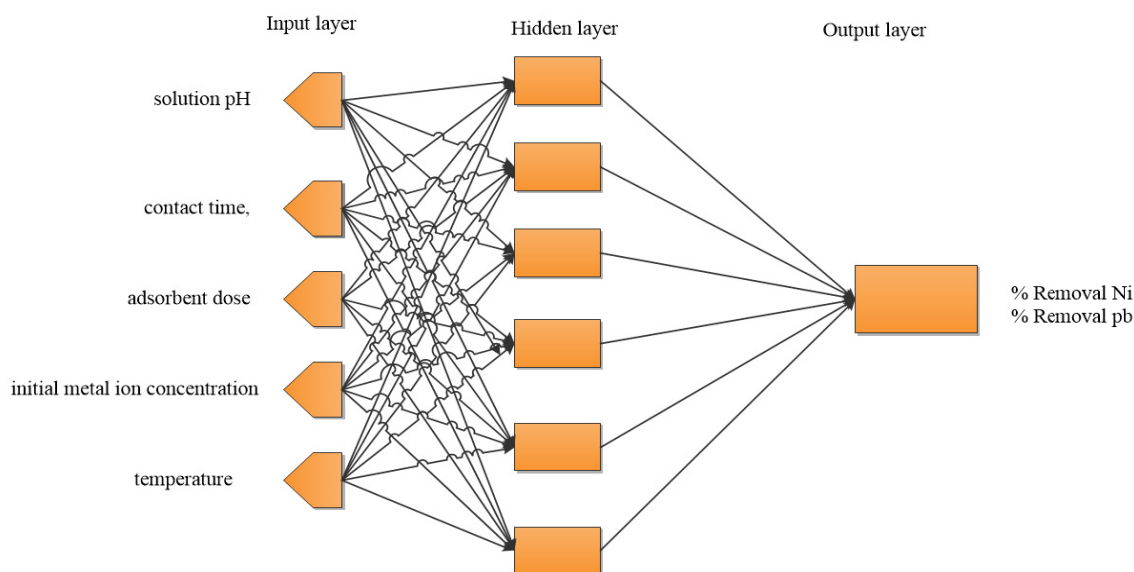 Input layer
Hidden layer
Output layer
solution pH
contact time,
adsorbent dose
initial metal ion concentration
temperature
% Removal Ni
% Removal pb